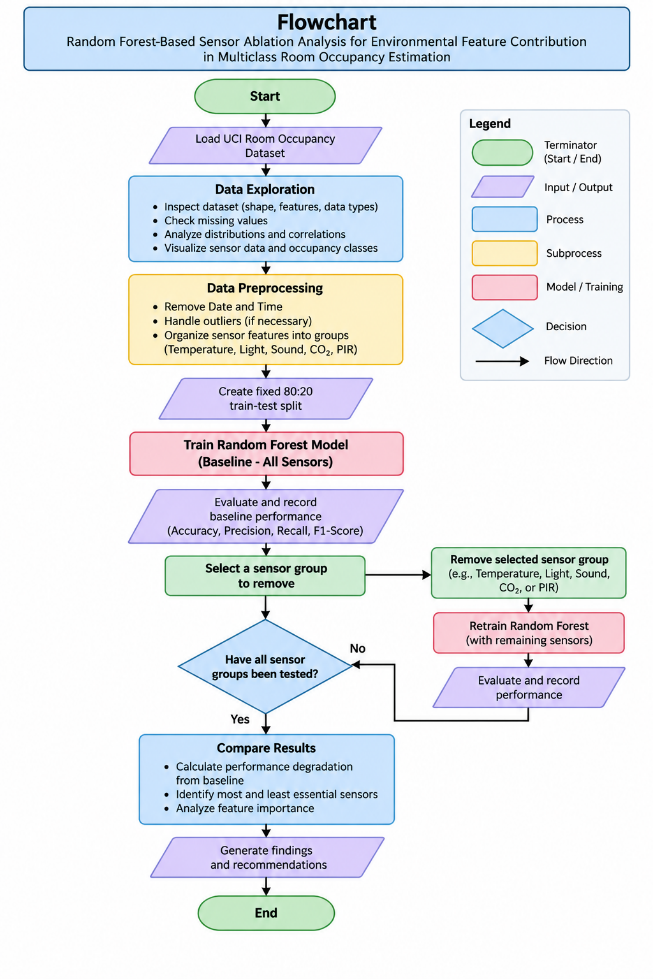 Flowchart
Random Forest-Based Sensor Ablation Analysis for Environmental Feature Contribution
in Multiclass Room Occupancy Estimation
Start
Load UCI Room Occupancy
Dataset
Data Exploration
• Inspect dataset (shape, features, data types)
• Check missing values
• Analyze distributions and correlations
• Visualize sensor data and occupancy classes
Data Preprocessing
• Remove Date and Time
• Handle outliers (if necessary)
• Organize sensor features into groups
(Temperature, Light, Sound, CO₂, PIR)
Create fixed 80:20
train-test split
Train Random Forest Model
(Baseline - All Sensors)
Evaluate and record
baseline performance
(Accuracy, Precision, Recall, F1-Score)
Select a sensor group
to remove
Remove selected sensor group
(e.g., Temperature, Light, Sound,
CO₂, or PIR)
Retrain Random Forest
(with remaining sensors)
Evaluate and record
performance
No
Have all sensor
groups been tested?
Yes
Compare Results
• Calculate performance degradation
from baseline
• Identify most and least essential sensors
• Analyze feature importance
Generate findings
and recommendations
End
Legend
Terminator
(Start / End)
Input / Output
Process
Subprocess
Model / Training
Decision
Flow Direction